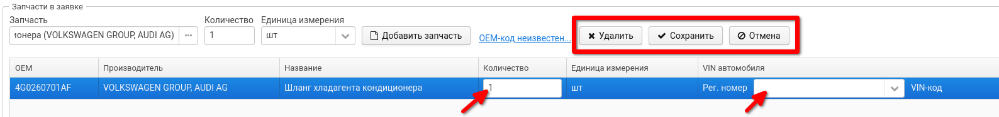 Запчасти в заявке
Запчасть Количество Единица измерения
ионера (VOLKSWAGEN GROUP, AUDI AG) ... 1 шт Добавить запчасть OEM-код неизвестен... Удалить Сохранить Отмена
OEM Производитель Название Количество Единица измерения VIN автомобиля
4G0260701AF VOLKSWAGEN GROUP, AUDI AG Шланг хладагента кондиционера 1 шт Рег. номер VIN-код